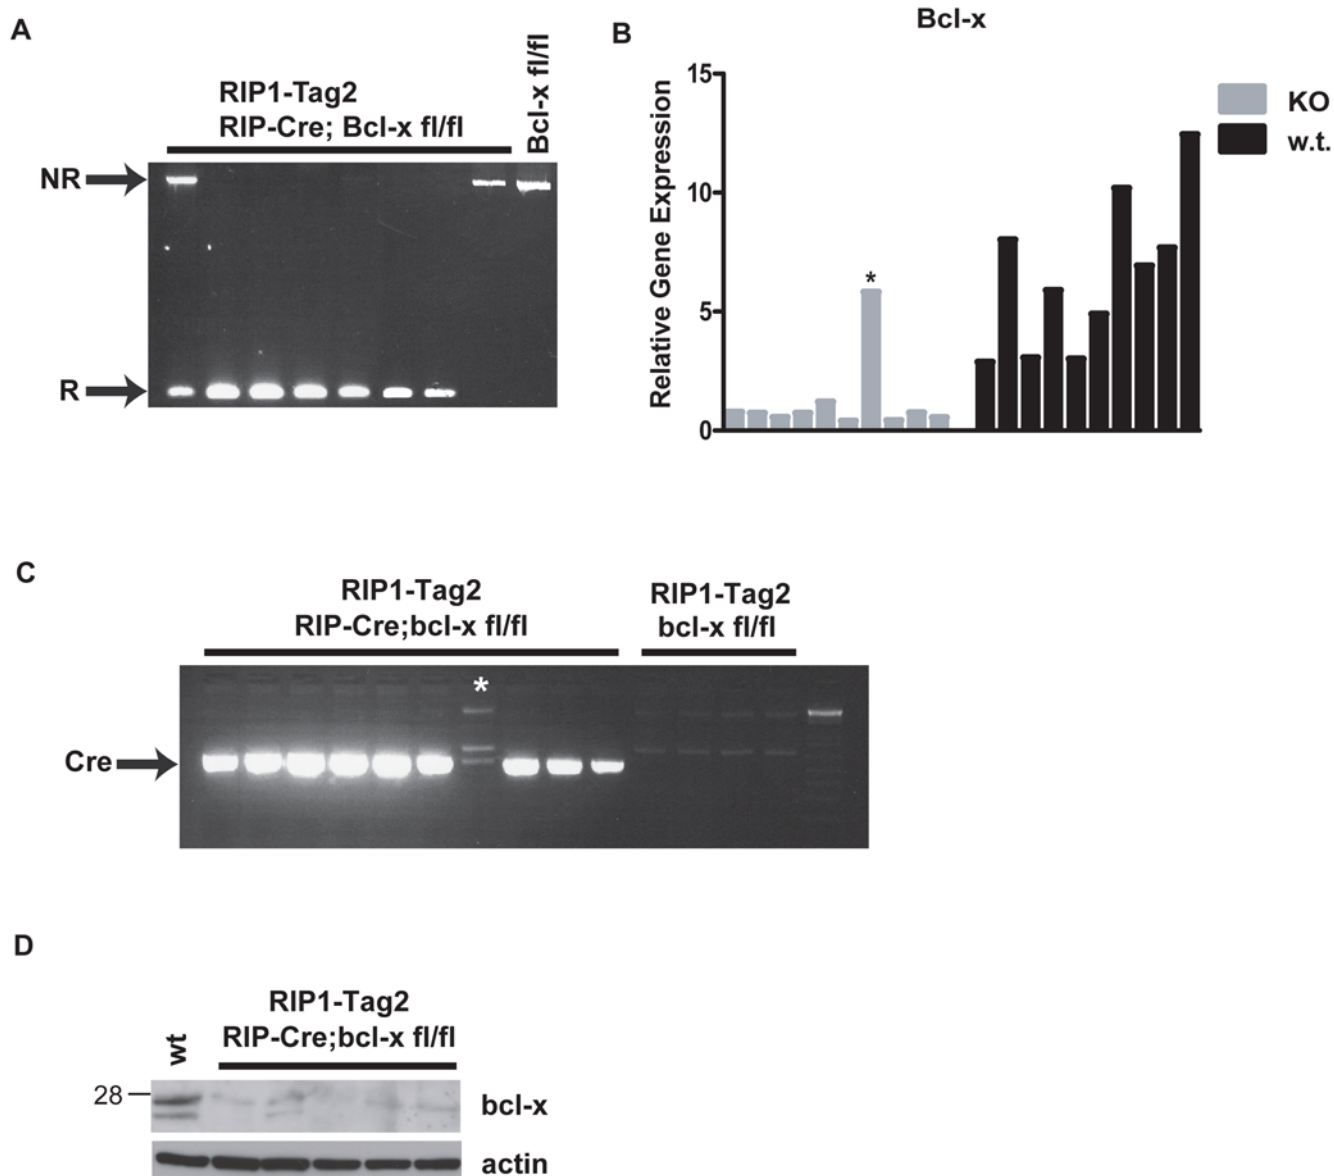 A
RIP1-Tag2
RIP-Cre; Bcl-x fl/fl
Bcl-x fl/fl
NR
R
B
Bcl-x
Relative Gene Expression
15
10
5
0
*
KO
w.t.
C
RIP1-Tag2
RIP-Cre;bcl-x fl/fl
RIP1-Tag2
bcl-x fl/fl
*
Cre
D
wt
RIP1-Tag2
RIP-Cre;bcl-x fl/fl
28
bcl-x
actin